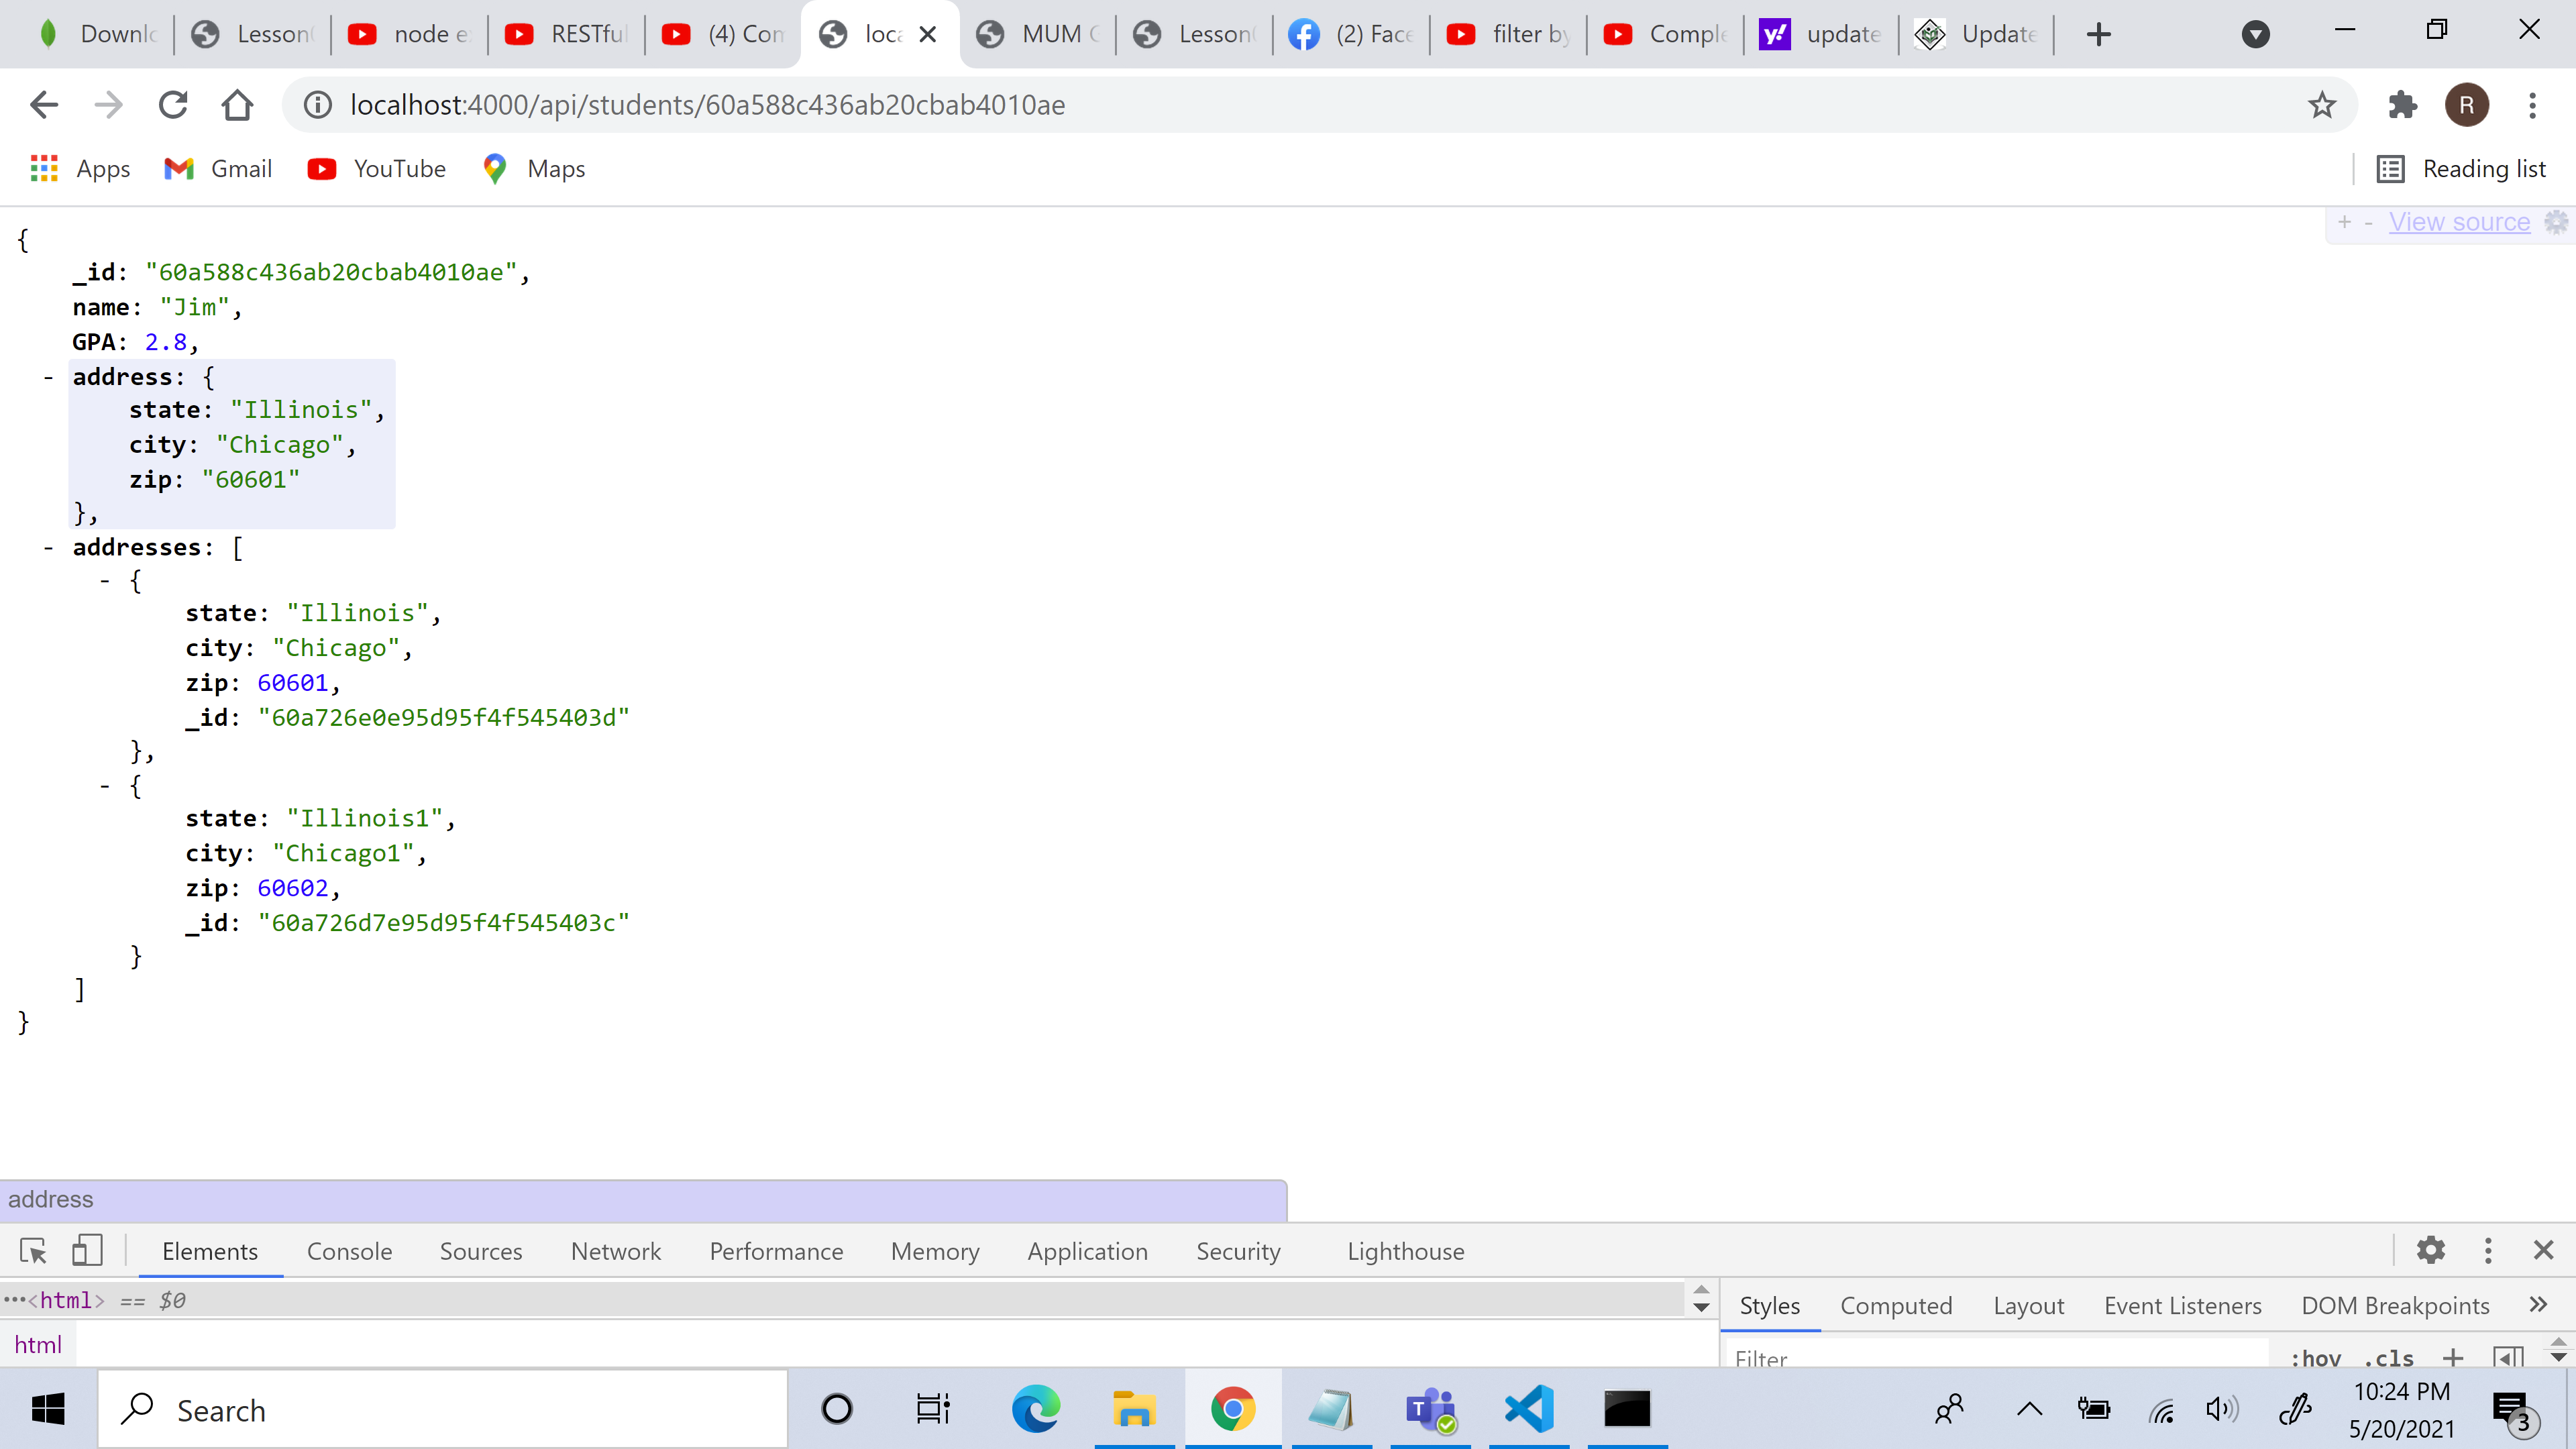 Downlo Lesson node e RESTful (4) Con loca MUM Lesson (2) Face filter by Comple update Update
localhost:4000/api/students/60a588c436ab20cbab4010ae R
Apps Gmail YouTube Maps Reading list
+ - View source
{
_id: "60a588c436ab20cbab4010ae",
name: "Jim",
GPA: 2.8,
- address: {
state: "Illinois",
city: "Chicago",
zip: "60601"
},
- addresses: [
- {
state: "Illinois",
city: "Chicago",
zip: 60601,
_id: "60a726e0e95d95f4f545403d"
},
- {
state: "Illinois1",
city: "Chicago1",
zip: 60602,
_id: "60a726d7e95d95f4f545403c"
}
]
}
address
Elements Console Sources Network Performance Memory Application Security Lighthouse
…<html> == $0
Styles Computed Layout Event Listeners DOM Breakpoints »
html
Filter :hov .cls +
Search
10:24 PM
5/20/2021
3